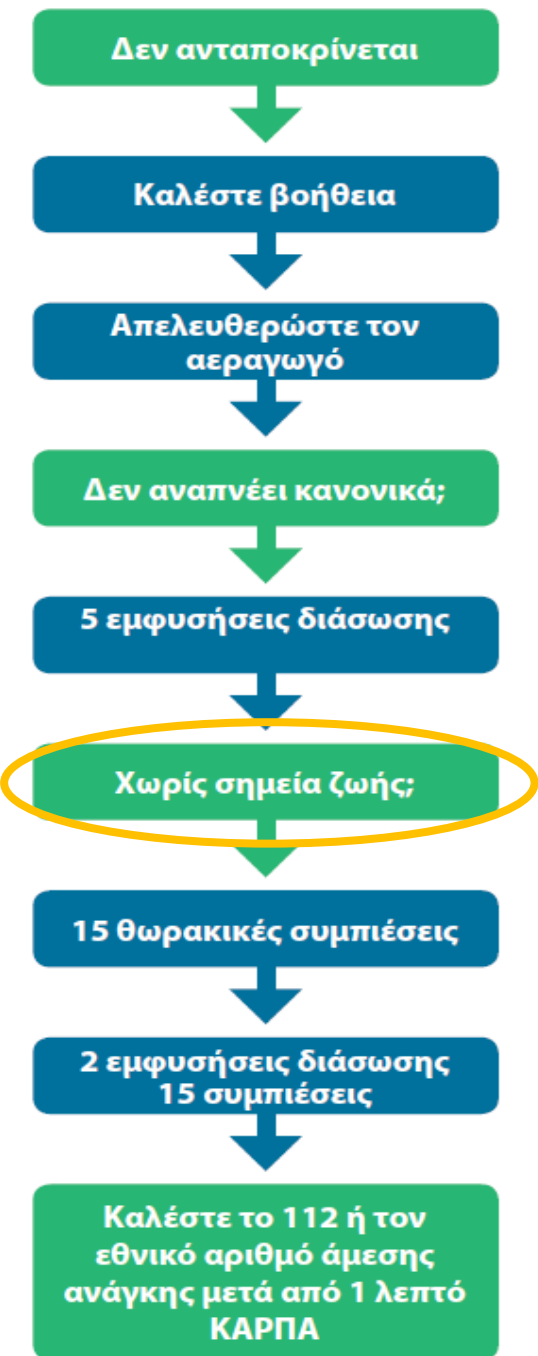 Δεν ανταποκρίνεται
Καλέστε βοήθεια
Απελευθερώστε τον
αεραγωγό
Δεν αναπνέει κανονικά;
5 εμφυσήσεις διάσωσης
Χωρίς σημεία ζωής;
15 θωρακικές συμπιέσεις
2 εμφυσήσεις διάσωσης
15 συμπιέσεις
Καλέστε το 112 ή τον
εθνικό αριθμό άμεσης
ανάγκης μετά από 1 λεπτό
ΚΑΡΠΑ